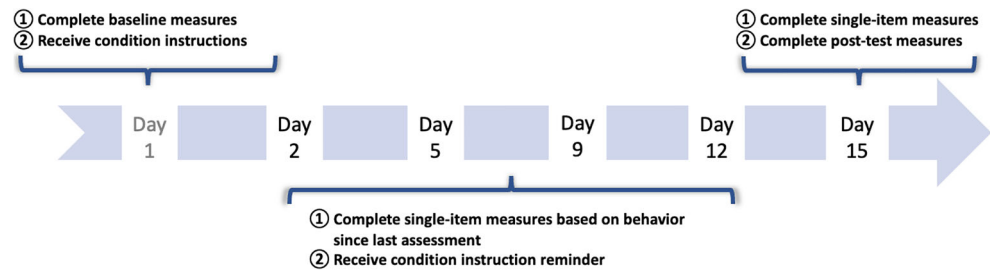 ① Complete baseline measures
② Receive condition instructions
① Complete single-item measures
② Complete post-test measures
Day
1
Day
2
Day
5
Day
9
Day
12
Day
15
① Complete single-item measures based on behavior
since last assessment
② Receive condition instruction reminder